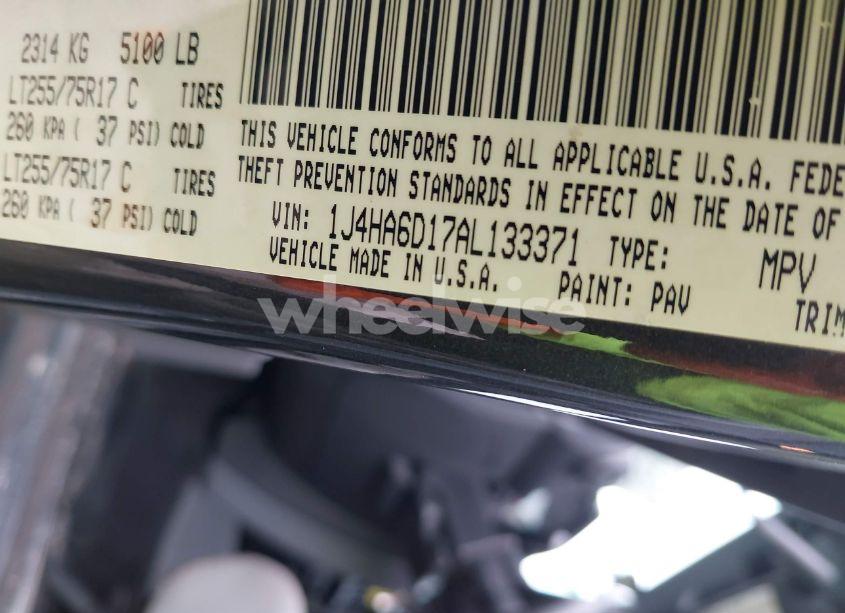 2314 KG 5100 LB
LT255/75R17 C TIRES
260 KPA ( 37 PSI) COLD
LT255/75R17 C TIRES
260 KPA ( 37 PSI) COLD
THIS VEHICLE CONFORMS TO ALL APPLICABLE U.S.A. FEDE
THEFT PREVENTION STANDARDS IN EFFECT ON THE DATE OF
VIN: 1J4HA6D17AL133371 TYPE: MPV
VEHICLE MADE IN U.S.A. PAINT: PAV TRIM
wheelwise